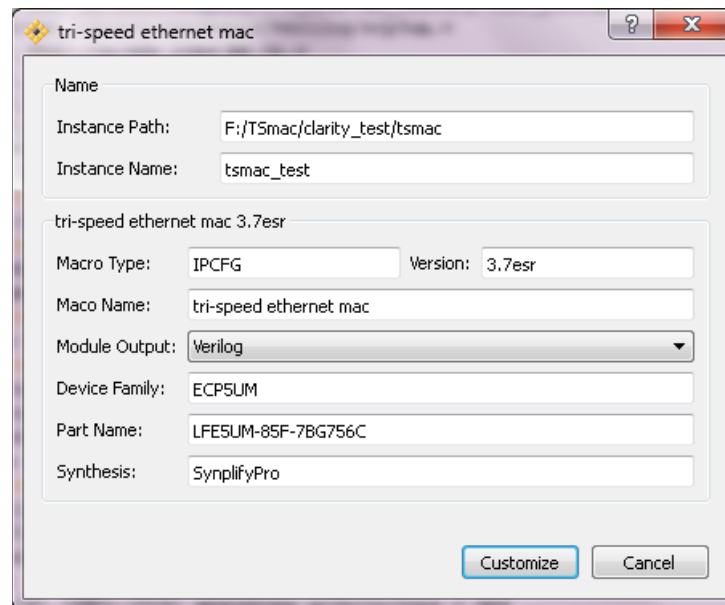 tri-speed ethernet mac
Name
Instance Path: F:/TSmac/clarity_test/tsmac
Instance Name: tsmac_test
tri-speed ethernet mac 3.7esr
Macro Type: IPCFG Version: 3.7esr
Maco Name: tri-speed ethernet mac
Module Output: Verilog
Device Family: ECP5UM
Part Name: LFE5UM-85F-7BG756C
Synthesis: SynplifyPro
Customize Cancel